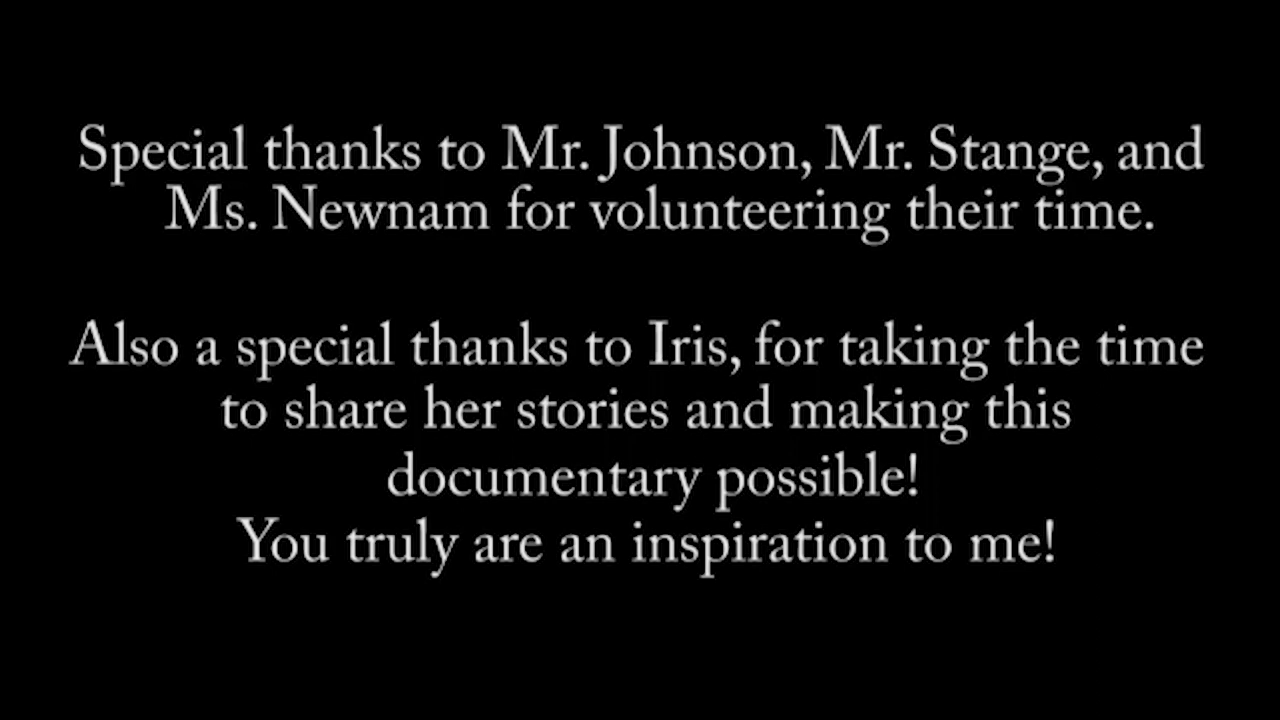 Special thanks to Mr. Johnson, Mr. Stange, and
Ms. Newnam for volunteering their time.
Also a special thanks to Iris, for taking the time
to share her stories and making this
documentary possible!
You truly are an inspiration to me!